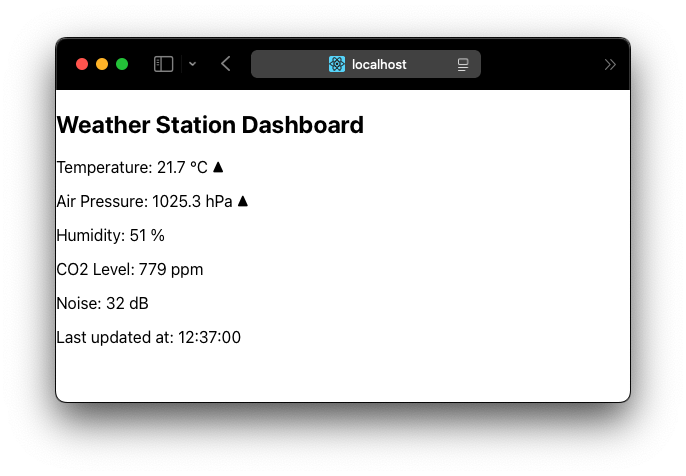 localhost
Weather Station Dashboard
Temperature: 21.7 °C ▲
Air Pressure: 1025.3 hPa ▲
Humidity: 51 %
CO2 Level: 779 ppm
Noise: 32 dB
Last updated at: 12:37:00